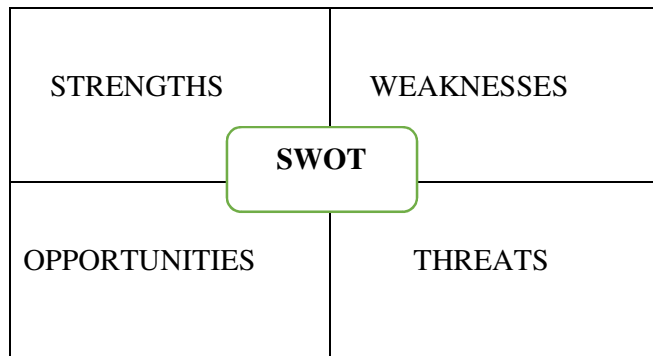 STRENGTHS
WEAKNESSES
SWOT
OPPORTUNITIES
THREATS